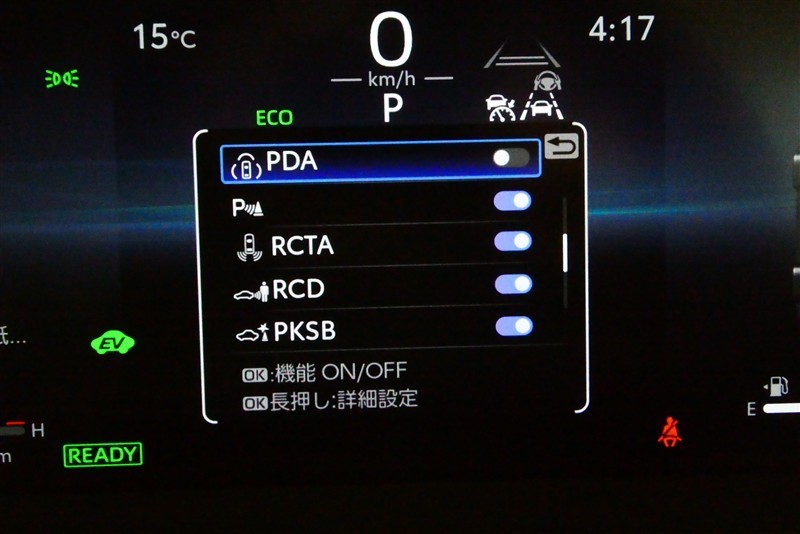 15℃
0
4:17
km/h
P
ECO
PDA
P
RCTA
RCD
PKSB
EV
OK:機能 ON/OFF
OK長押し:詳細設定
E
H
READY
m